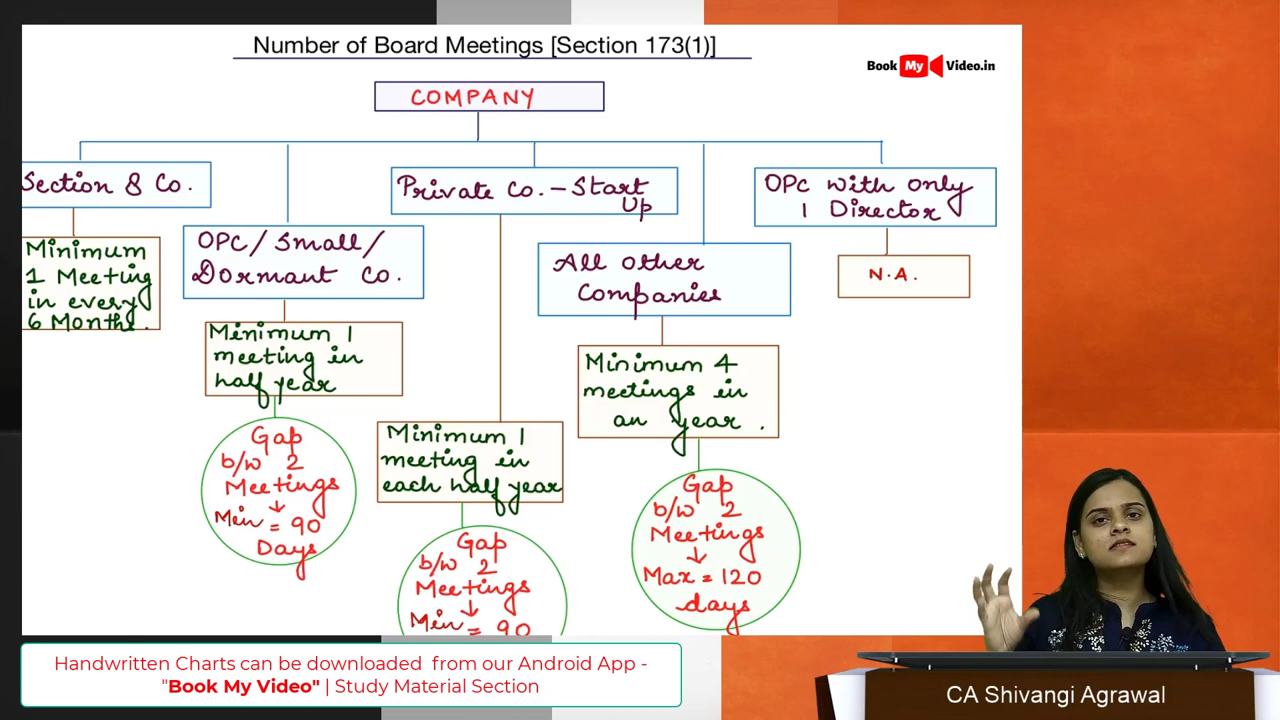 Number of Board Meetings [Section 173(1)]
Book My Video.in
COMPANY
Section 8 Co.
Minimum
1 Meeting
in every
6 Months.
OPC/Small/
Dormant Co.
Minimum 1
meeting in
half year
Gap
b/w 2
Meetings
↓
Min = 90
Days
Private Co. - Start
Up
Minimum 1
meeting in
each half year
Gap
b/w 2
Meetings
↓
Min = 90
All other
Companies
Minimum 4
meetings in
an year.
Gap
b/w 2
Meetings
↓
Max = 120
days
OPC with only
1 Director
N.A.
Handwritten Charts can be downloaded from our Android App -
"Book My Video" | Study Material Section
CA Shivangi Agrawal